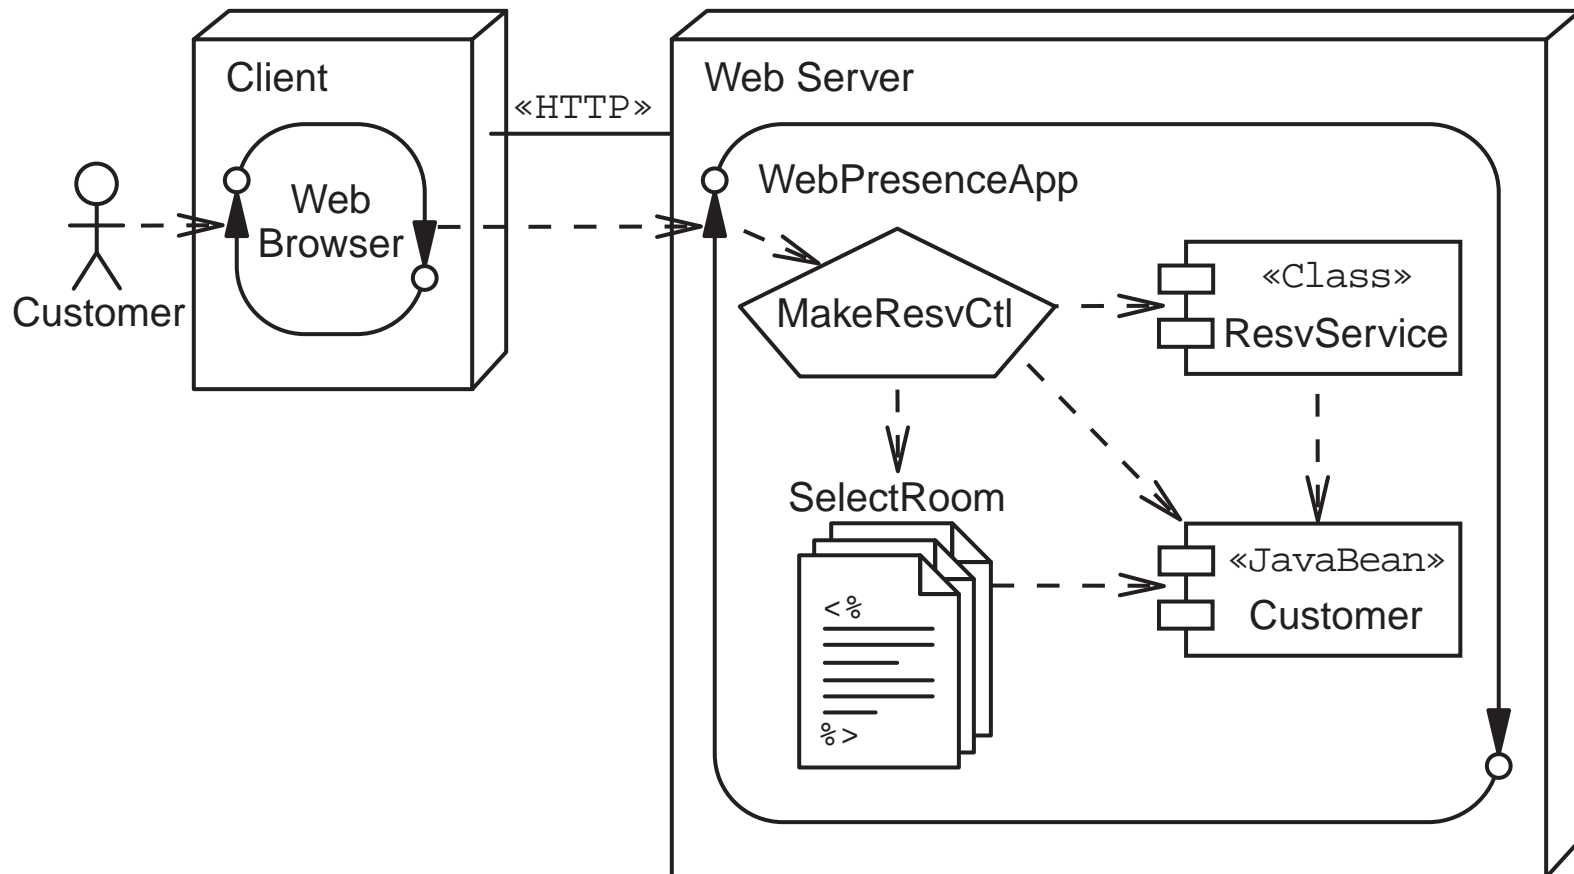 Client
Web Server
«HTTP»
WebPresenceApp
Web
Browser
Customer
MakeResvCtl
«Class»
ResvService
SelectRoom
<%
%>
«JavaBean»
Customer